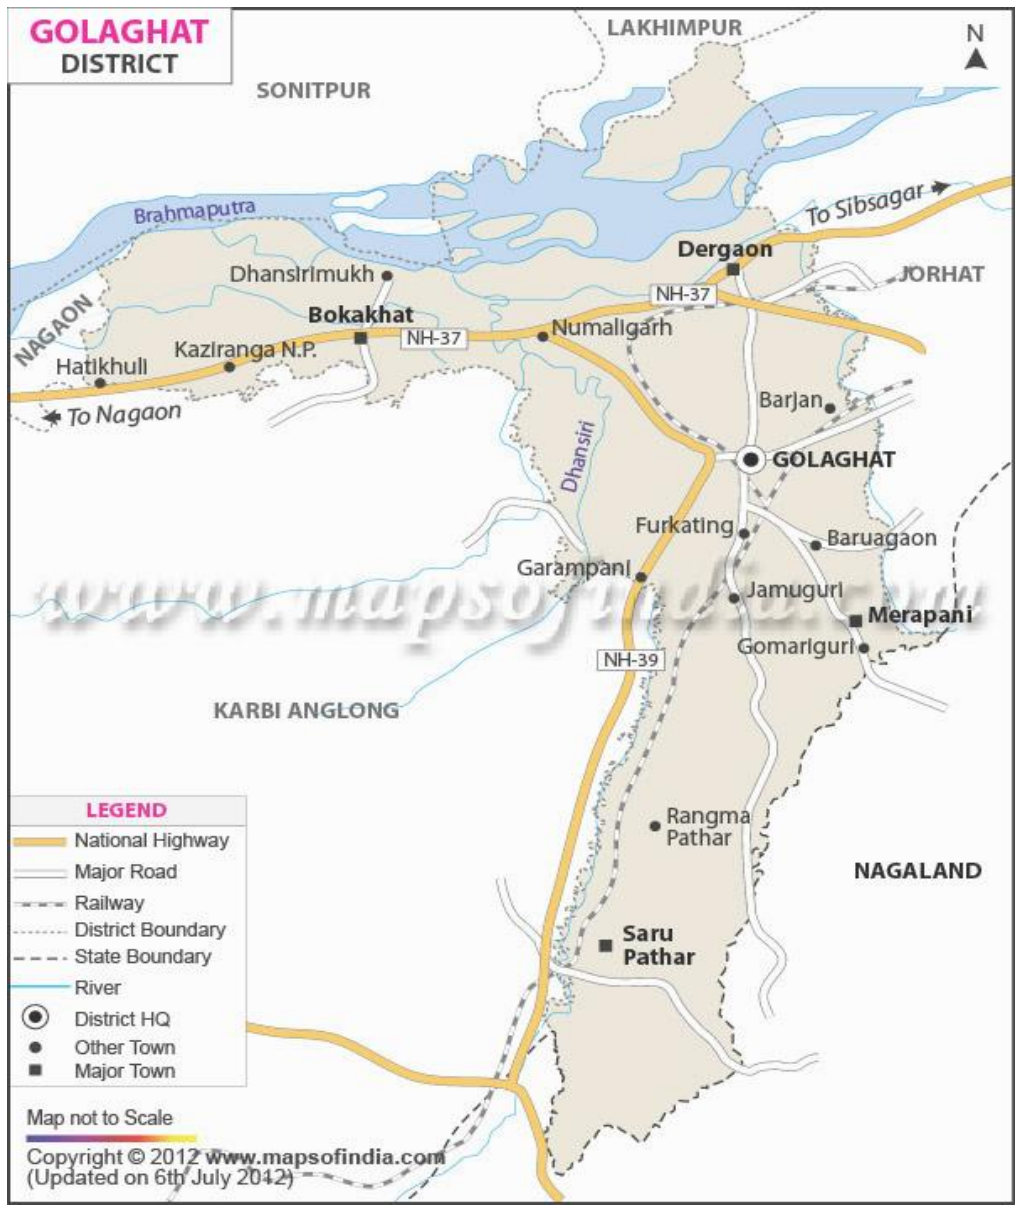 GOLAGHAT
DISTRICT
LAKHIMPUR
N
SONITPUR
Brahmaputra
To Sibsagar
Dergaon
Dhansirimukh
JORHAT
NH-37
NAGAON
Bokakhat
NH-37
Numaligarh
Kaziranga N.P.
Hatikhuli
To Nagaon
Barjan
Dhansiri
GOLAGHAT
Furkating
Baruagaon
Garampani
www.mapsofindia.com
Jamuguri
Merapani
Gomariguri
NH-39
KARBI ANGLONG
LEGEND
National Highway
Major Road
Railway
District Boundary
State Boundary
River
District HQ
Other Town
Major Town
Rangma
Pathar
NAGALAND
Saru
Pathar
Map not to Scale
Copyright © 2012 www.mapsofindia.com
(Updated on 6th July 2012)